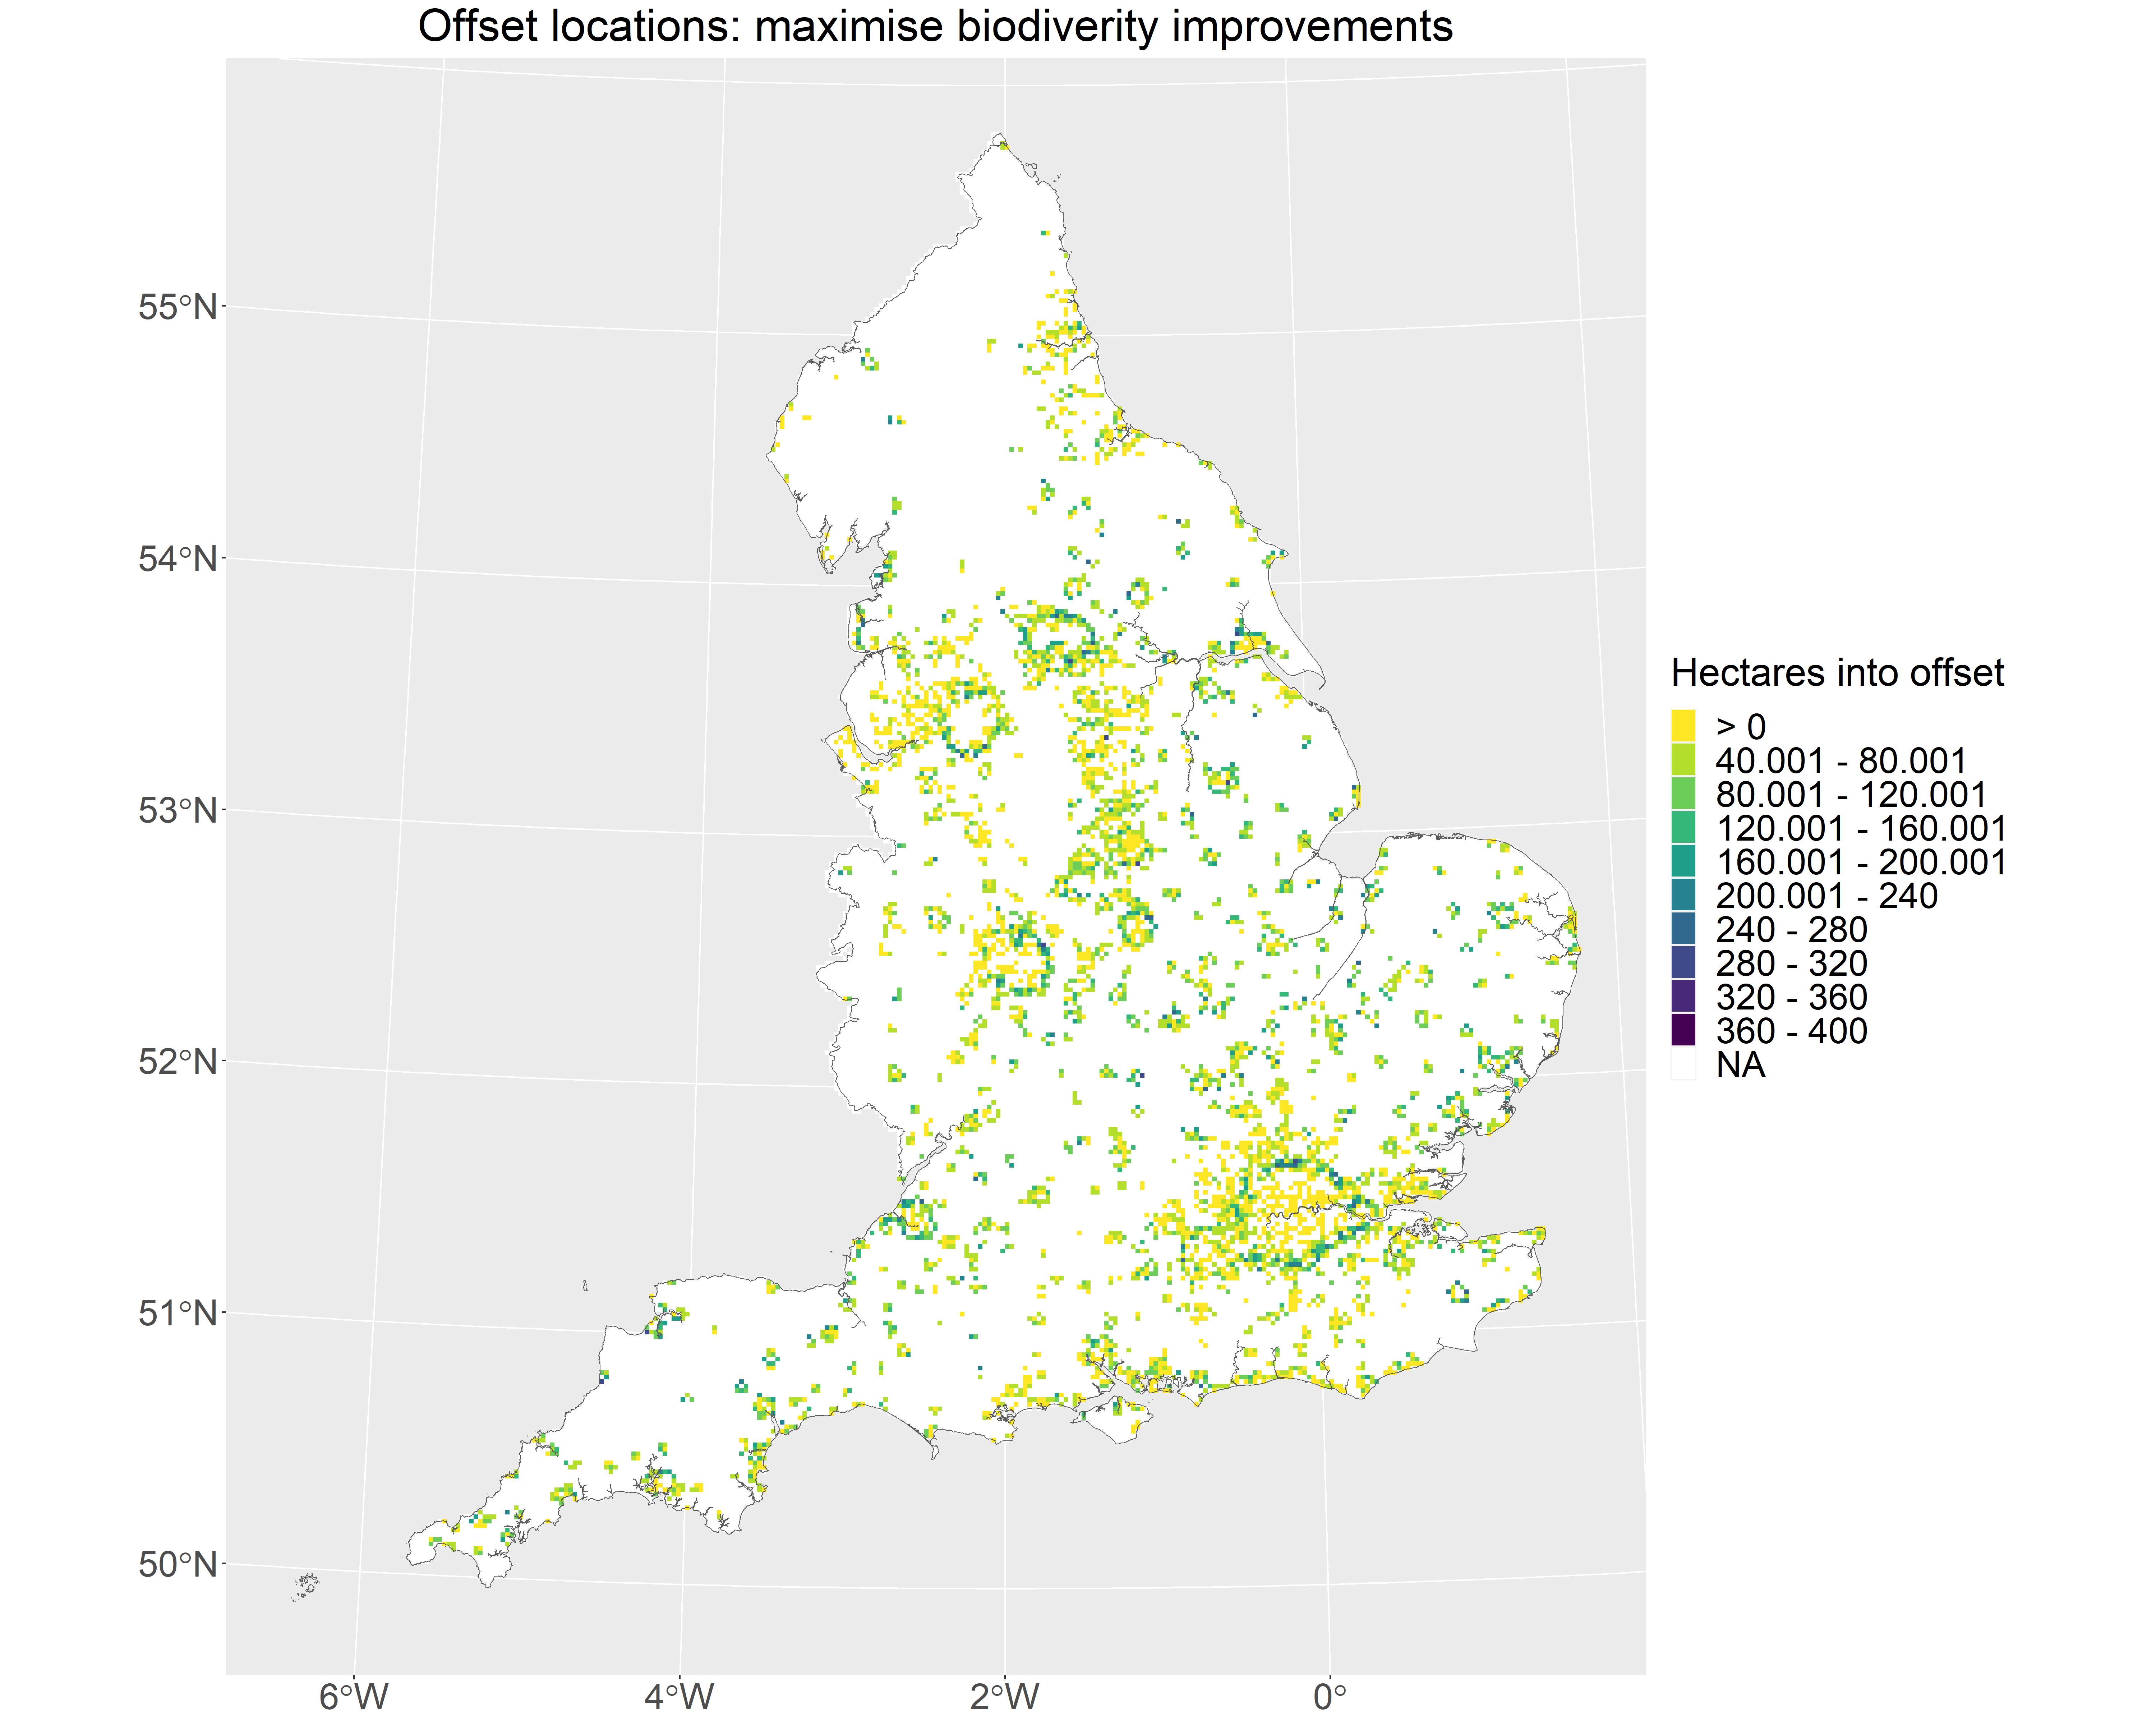 Offset locations: maximise biodiverity improvements
55°N
54°N
53°N
52°N
51°N
50°N
6°W
4°W
2°W
0°
Hectares into offset
> 0
40.001 - 80.001
80.001 - 120.001
120.001 - 160.001
160.001 - 200.001
200.001 - 240
240 - 280
280 - 320
320 - 360
360 - 400
NA